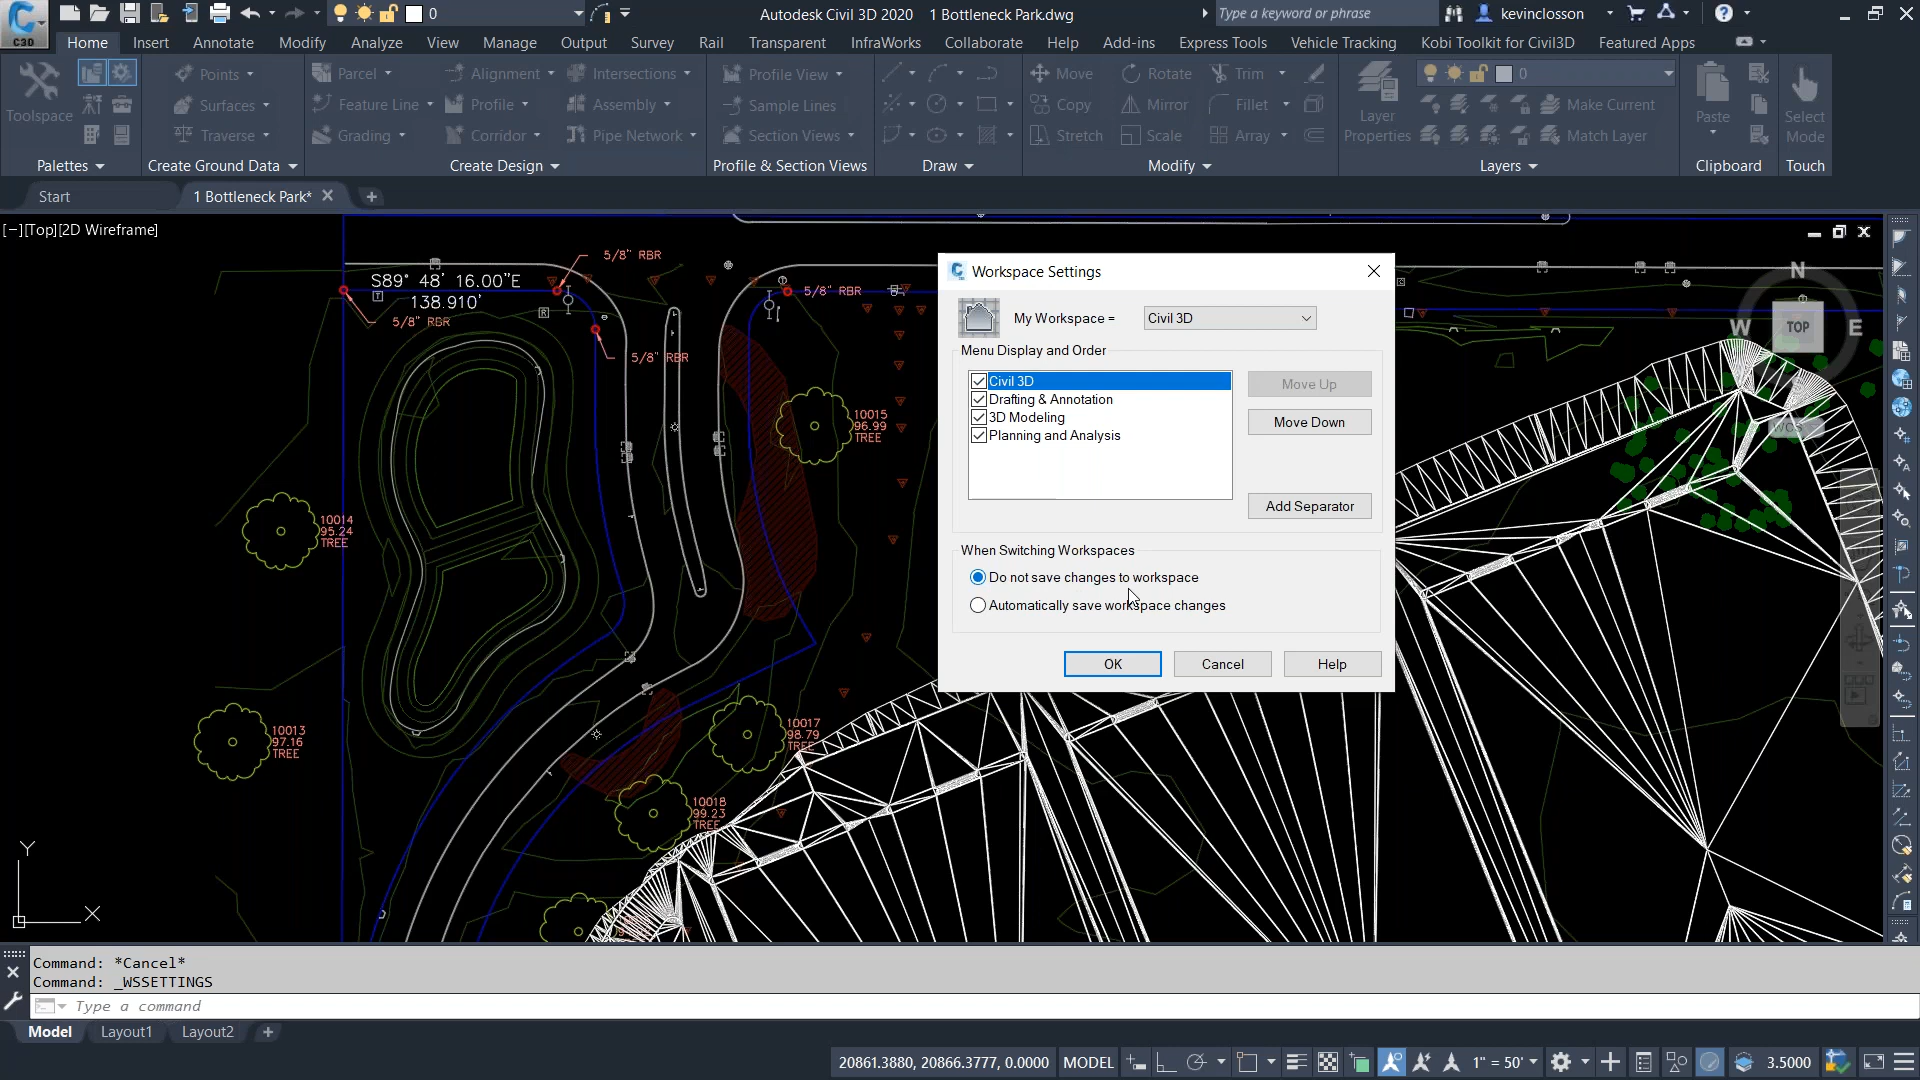 C3D
0
Autodesk Civil 3D 2020 1 Bottleneck Park.dwg
Type a keyword or phrase
kevinclosson
Home Insert Annotate Modify Analyze View Manage Output Survey Rail Transparent InfraWorks Collaborate Help Add-ins Express Tools Vehicle Tracking Kobi Toolkit for Civil3D Featured Apps
Toolspace
Points
Surfaces
Traverse
Parcel
Feature Line
Grading
Alignment
Profile
Corridor
Intersections
Assembly
Pipe Network
Profile View
Sample Lines
Section Views
Move
Copy
Stretch
Rotate
Mirror
Scale
Trim
Fillet
Array
Layer
Properties
0
Make Current
Match Layer
Paste
Select
Mode
Palettes
Create Ground Data
Create Design
Profile & Section Views
Draw
Modify
Layers
Clipboard
Touch
Start
1 Bottleneck Park*
[−][Top][2D Wireframe]
S89° 48' 16.00"E
138.910'
5/8" RBR
5/8" RBR
5/8" RBR
5/8" RBR
10015
96.99
TREE
10014
95.24
TREE
10013
97.16
TREE
10017
98.79
TREE
10018
99.23
TREE
N
W
TOP
E
S
WCS
Workspace Settings
My Workspace =
Civil 3D
Menu Display and Order
Civil 3D
Drafting & Annotation
3D Modeling
Planning and Analysis
Move Up
Move Down
Add Separator
When Switching Workspaces
Do not save changes to workspace
Automatically save workspace changes
OK
Cancel
Help
Y
X
Command: *Cancel*
Command: _WSSETTINGS
Type a command
Model
Layout1
Layout2
20861.3880, 20866.3777, 0.0000
MODEL
1" = 50'
3.5000